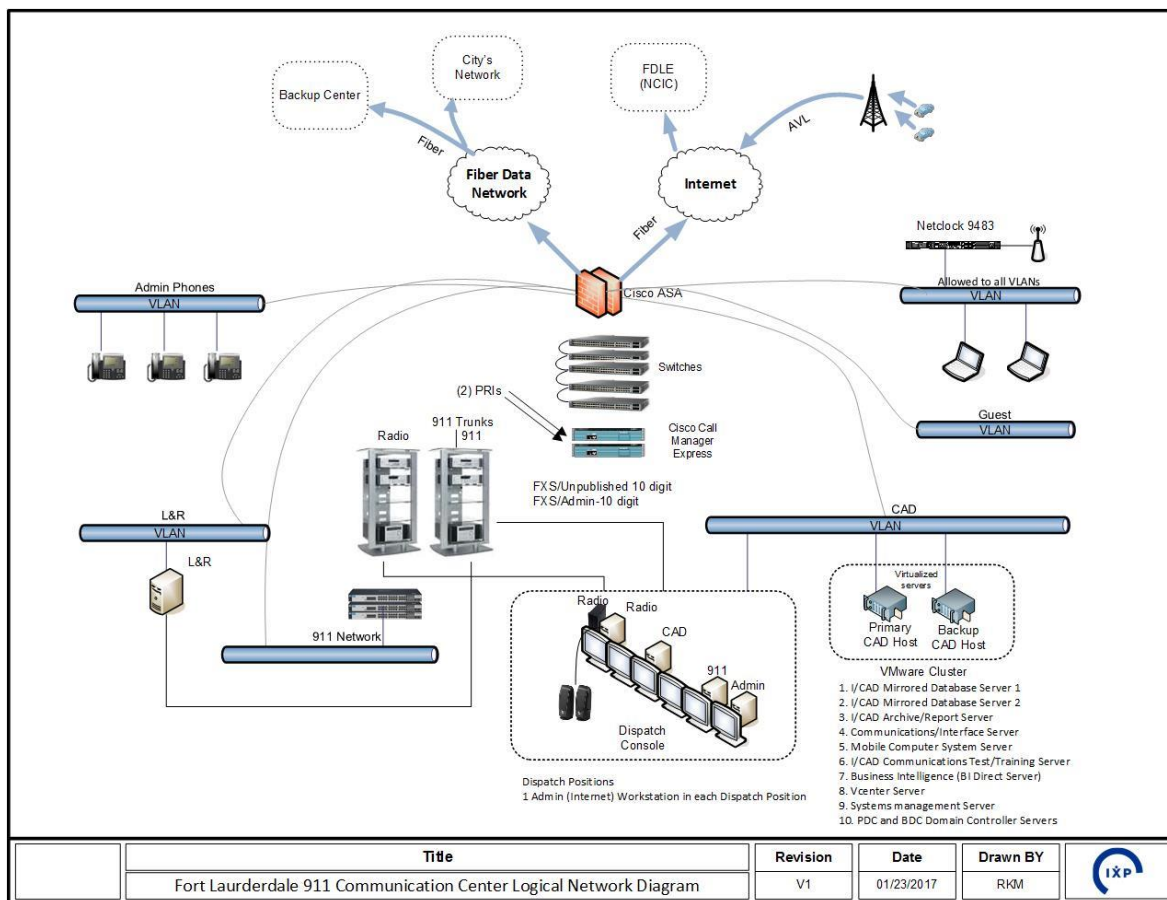 City's
Network
Backup Center
FDLE
(NCIC)
AVL
Fiber
Fiber Data
Network
Internet
Fiber
Netclock 9483
Admin Phones
VLAN
Cisco ASA
Allowed to all VLANs
VLAN
Switches
(2) PRIs
Guest
VLAN
911 Trunks
Radio
911
Cisco Call
Manager
Express
FXS/Unpublished 10 digit
FXS/Admin-10 digit
L&R
VLAN
CAD
VLAN
L&R
Virtualized
servers
Primary
CAD Host
Backup
CAD Host
Radio
Radio
CAD
911
Admin
911 Network
Dispatch
Console
VMware Cluster
1. I/CAD Mirrored Database Server 1
2. I/CAD Mirrored Database Server 2
3. I/CAD Archive/Report Server
4. Communications/Interface Server
5. Mobile Computer System Server
6. I/CAD Communications Test/Training Server
7. Business Intelligence (BI Direct Server)
8. Vcenter Server
9. Systems management Server
10. PDC and BDC Domain Controller Servers
Dispatch Positions
1 Admin (Internet) Workstation in each Dispatch Position
Title
Revision
Date
Drawn BY
Fort Laurderdale 911 Communication Center Logical Network Diagram
V1
01/23/2017
RKM
IXP